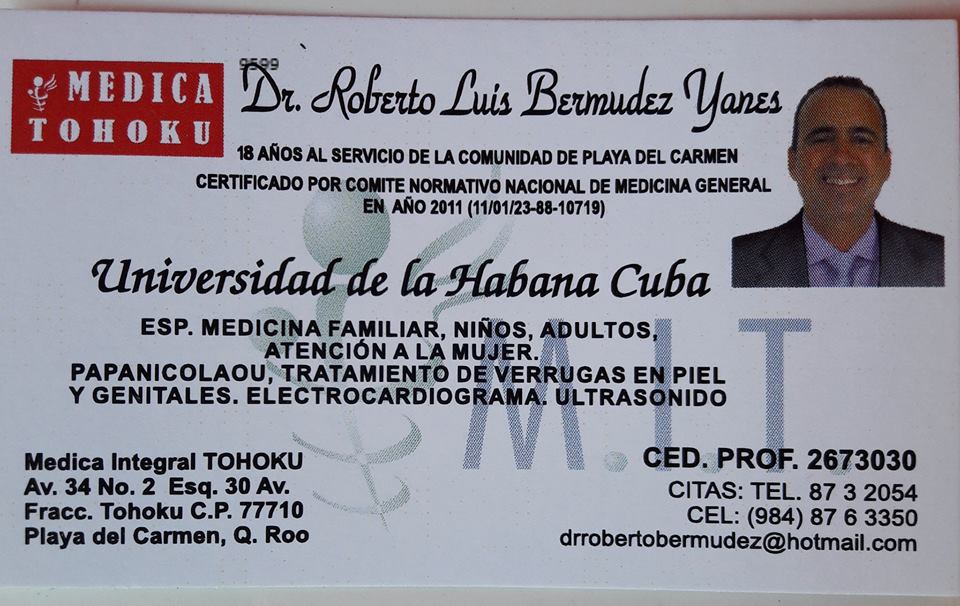 MEDICA
TOHOKU
9599
Dr. Roberto Luis Bermudez Yanes
18 AÑOS AL SERVICIO DE LA COMUNIDAD DE PLAYA DEL CARMEN
CERTIFICADO POR COMITE NORMATIVO NACIONAL DE MEDICINA GENERAL
EN AÑO 2011 (11/01/23-88-10719)
Universidad de la Habana Cuba
ESP. MEDICINA FAMILIAR, NIÑOS, ADULTOS,
ATENCIÓN A LA MUJER.
PAPANICOLAOU, TRATAMIENTO DE VERRUGAS EN PIEL
Y GENITALES. ELECTROCARDIOGRAMA. ULTRASONIDO
M.I.T.
Medica Integral TOHOKU
Av. 34 No. 2 Esq. 30 Av.
Fracc. Tohoku C.P. 77710
Playa del Carmen, Q. Roo
CED. PROF. 2673030
CITAS: TEL. 87 3 2054
CEL: (984) 87 6 3350
drrobertobermudez@hotmail.com